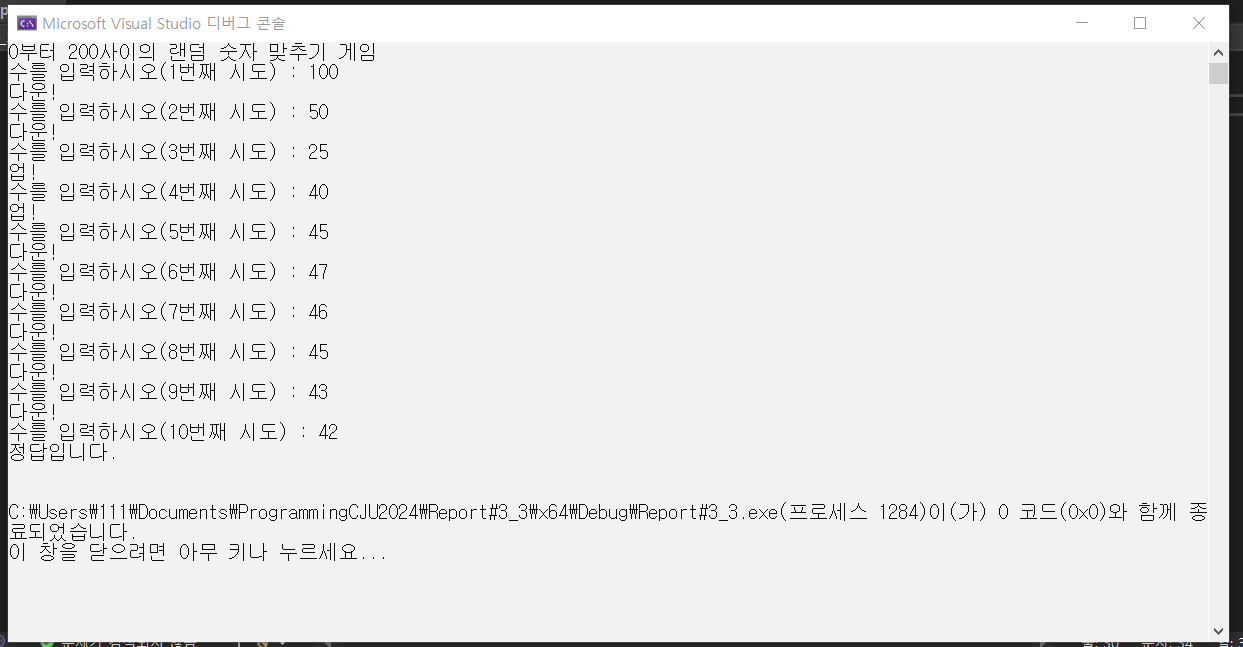 Microsoft Visual Studio 디버그 콘솔
0부터 200사이의 랜덤 숫자 맞추기 게임
수를 입력하시오(1번째 시도) : 100
다운!
수를 입력하시오(2번째 시도) : 50
다운!
수를 입력하시오(3번째 시도) : 25
업!
수를 입력하시오(4번째 시도) : 40
업!
수를 입력하시오(5번째 시도) : 45
다운!
수를 입력하시오(6번째 시도) : 47
다운!
수를 입력하시오(7번째 시도) : 46
다운!
수를 입력하시오(8번째 시도) : 45
다운!
수를 입력하시오(9번째 시도) : 43
다운!
수를 입력하시오(10번째 시도) : 42
정답입니다.
C:₩Users₩111₩Documents₩ProgrammingCJU2024₩Report#3_3₩x64₩Debug₩Report#3_3.exe(프로세스 1284)이(가) 0 코드(0x0)와 함께 종
료되었습니다.
이 창을 닫으려면 아무 키나 누르세요...